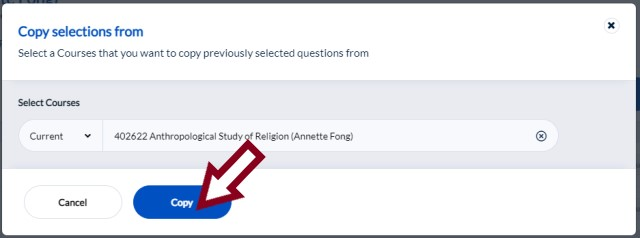 Copy selections from
Select a Courses that you want to copy previously selected questions from
Select Courses
Current 402622 Anthropological Study of Religion (Annette Fong)
Cancel Copy